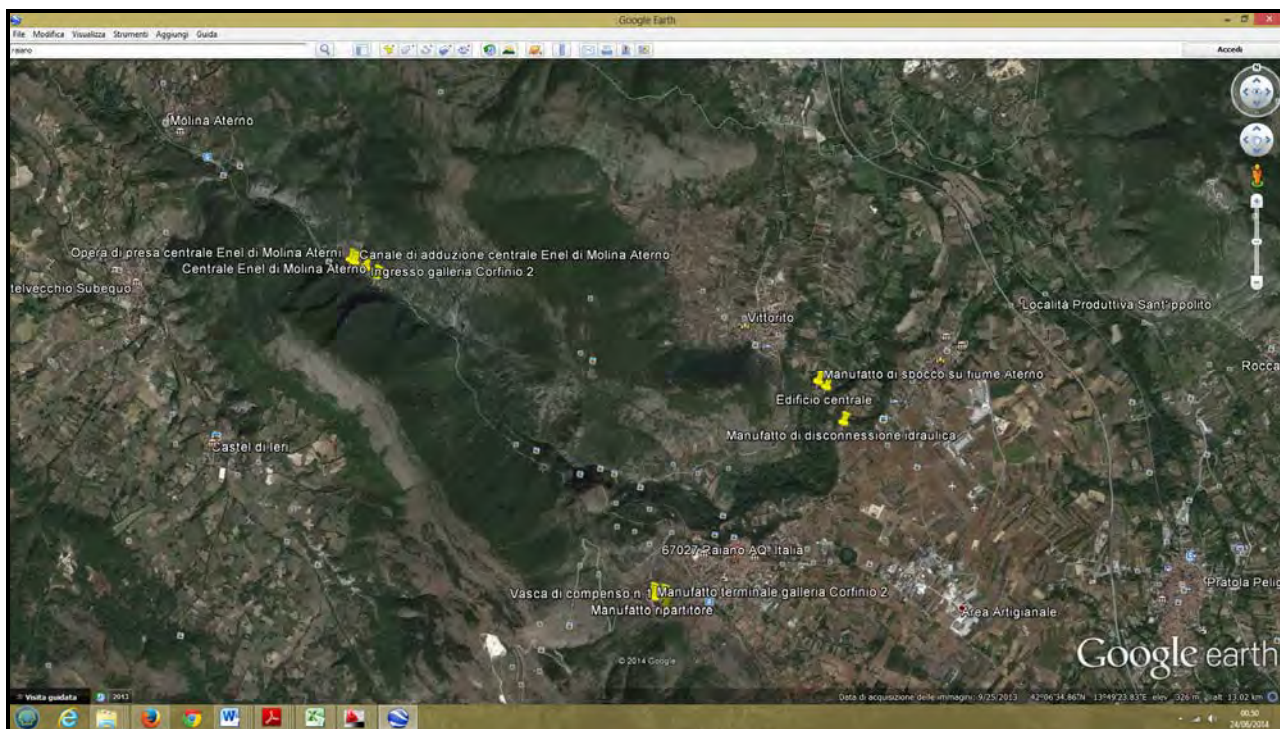 Google Earth
File Modifica Visualizza Strumenti Aggiungi Guida
raiano
Accedi
N
Molina Aterno
Opera di presa centrale Enel di Molina Aterni
Canale di adduzione centrale Enel di Molina Aterno
Centrale Enel di Molina Aterno
Ingresso galleria Corfinio 2
telvecchio Subequo
Località Produttiva Sant'ippolito
Vittorito
Rocca
Manufatto di sbocco su fiume Aterno
Edificio centrale
Manufatto di disconnessione idraulica
Castel di Ieri
67027 Raiano AQ, Italia
Pratola Pelig
Vasca di compenso n. 1
Manufatto terminale galleria Corfinio 2
Manufatto ripartitore
Area Artigianale
© 2014 Google
Google earth
Visita guidata
2013
Data di acquisizione delle immagini: 9/25/2013 42°06'34.86"N 13°49'23.83"E elev 326 m alt 13.02 km
00.50
24/06/2014